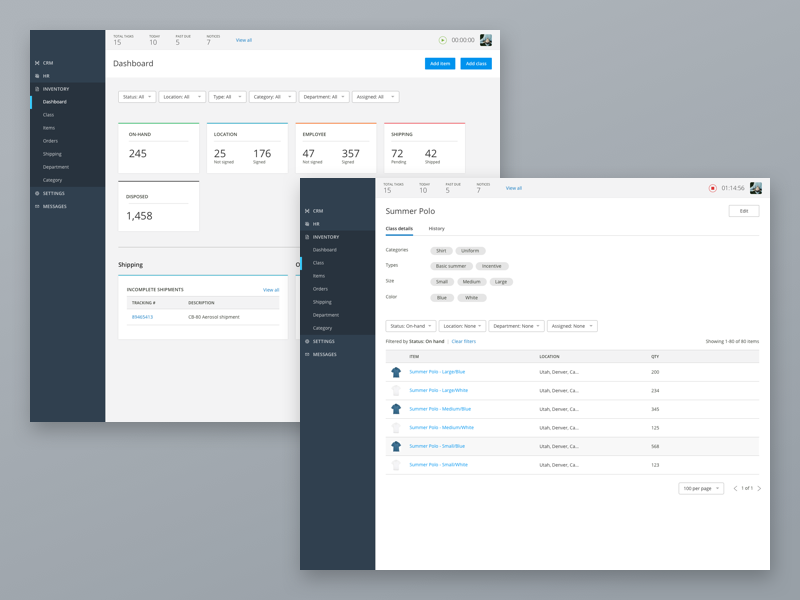 TOTAL TASKS
15
TODAY
10
PAST DUE
5
NOTICES
7
View all
00:00:00
CRM
HR
INVENTORY
Dashboard
Class
Items
Orders
Shipping
Department
Category
SETTINGS
MESSAGES
Dashboard
Add item
Add class
Status: All
Location: All
Type: All
Category: All
Department: All
Assigned: All
ON-HAND
245
LOCATION
25
Not signed
176
Signed
EMPLOYEE
47
Not signed
357
Signed
SHIPPING
72
Pending
42
Shipped
DISPOSED
1,458
Shipping
O
INCOMPLETE SHIPMENTS
View all
TRACKING #
DESCRIPTION
89465413
CB-80 Aerosol shipment
TOTAL TASKS
15
TODAY
10
PAST DUE
5
NOTICES
7
View all
01:14:56
CRM
HR
INVENTORY
Dashboard
Class
Items
Orders
Shipping
Department
Category
SETTINGS
MESSAGES
Summer Polo
Edit
Class details
History
Categories
Shirt
Uniform
Types
Basic summer
Incentive
Size
Small
Medium
Large
Color
Blue
White
Status: On-hand
Location: None
Department: None
Assigned: None
Filtered by Status: On hand | Clear filters
Showing 1-80 of 80 items
ITEM
LOCATION
QTY
Summer Polo - Large/Blue
Utah, Denver, Ca...
200
Summer Polo - Large/White
Utah, Denver, Ca...
234
Summer Polo - Medium/Blue
Utah, Denver, Ca...
345
Summer Polo - Medium/White
Utah, Denver, Ca...
125
Summer Polo - Small/Blue
Utah, Denver, Ca...
568
Summer Polo - Small/White
Utah, Denver, Ca...
123
100 per page
1 of 1